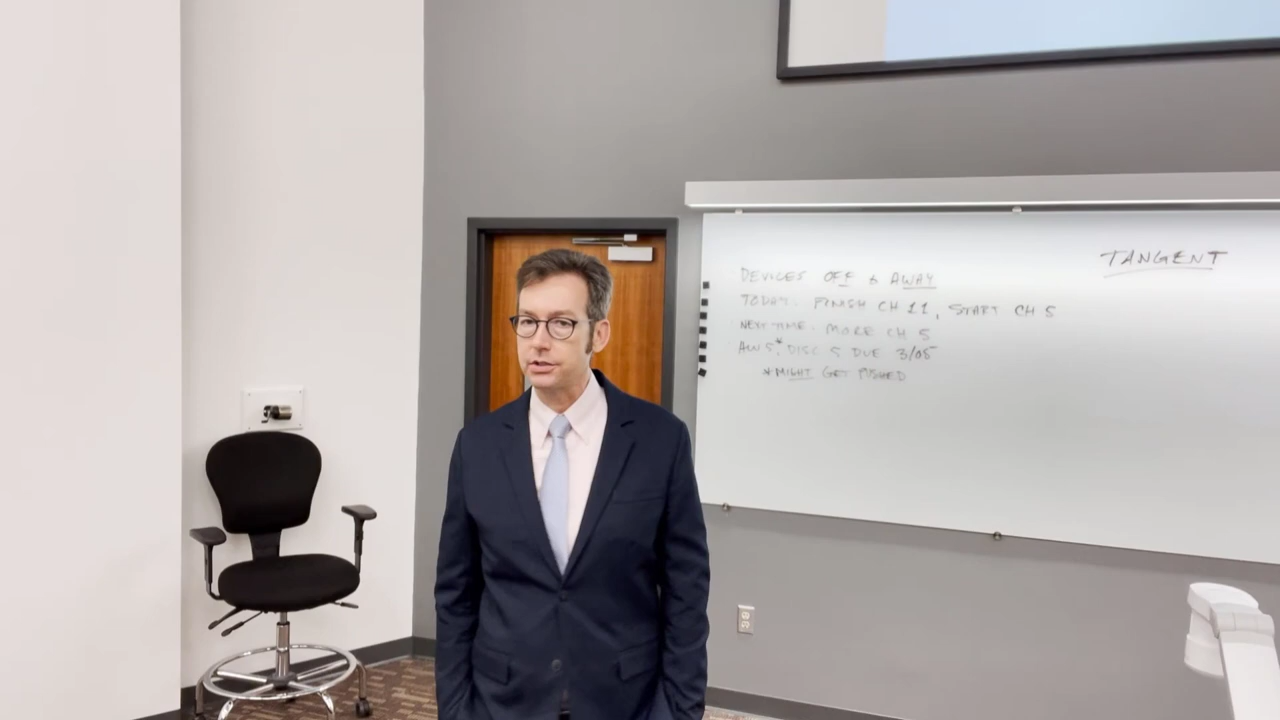 TANGENT
DEVICES OFF & AWAY
TODAY: FINISH CH 11, START CH 5
NEXT TIME: MORE CH 5
AW 5*, DISC 5 DUE 3/05
*MIGHT GET PUSHED